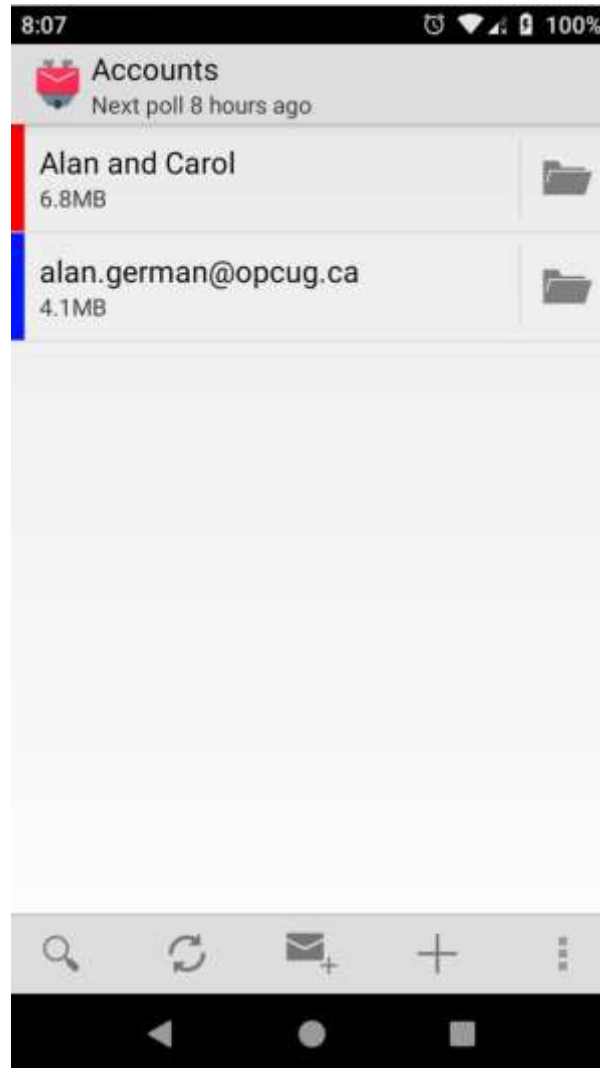 8:07 100%
Accounts
Next poll 8 hours ago
Alan and Carol
6.8MB
alan.german@opcug.ca
4.1MB